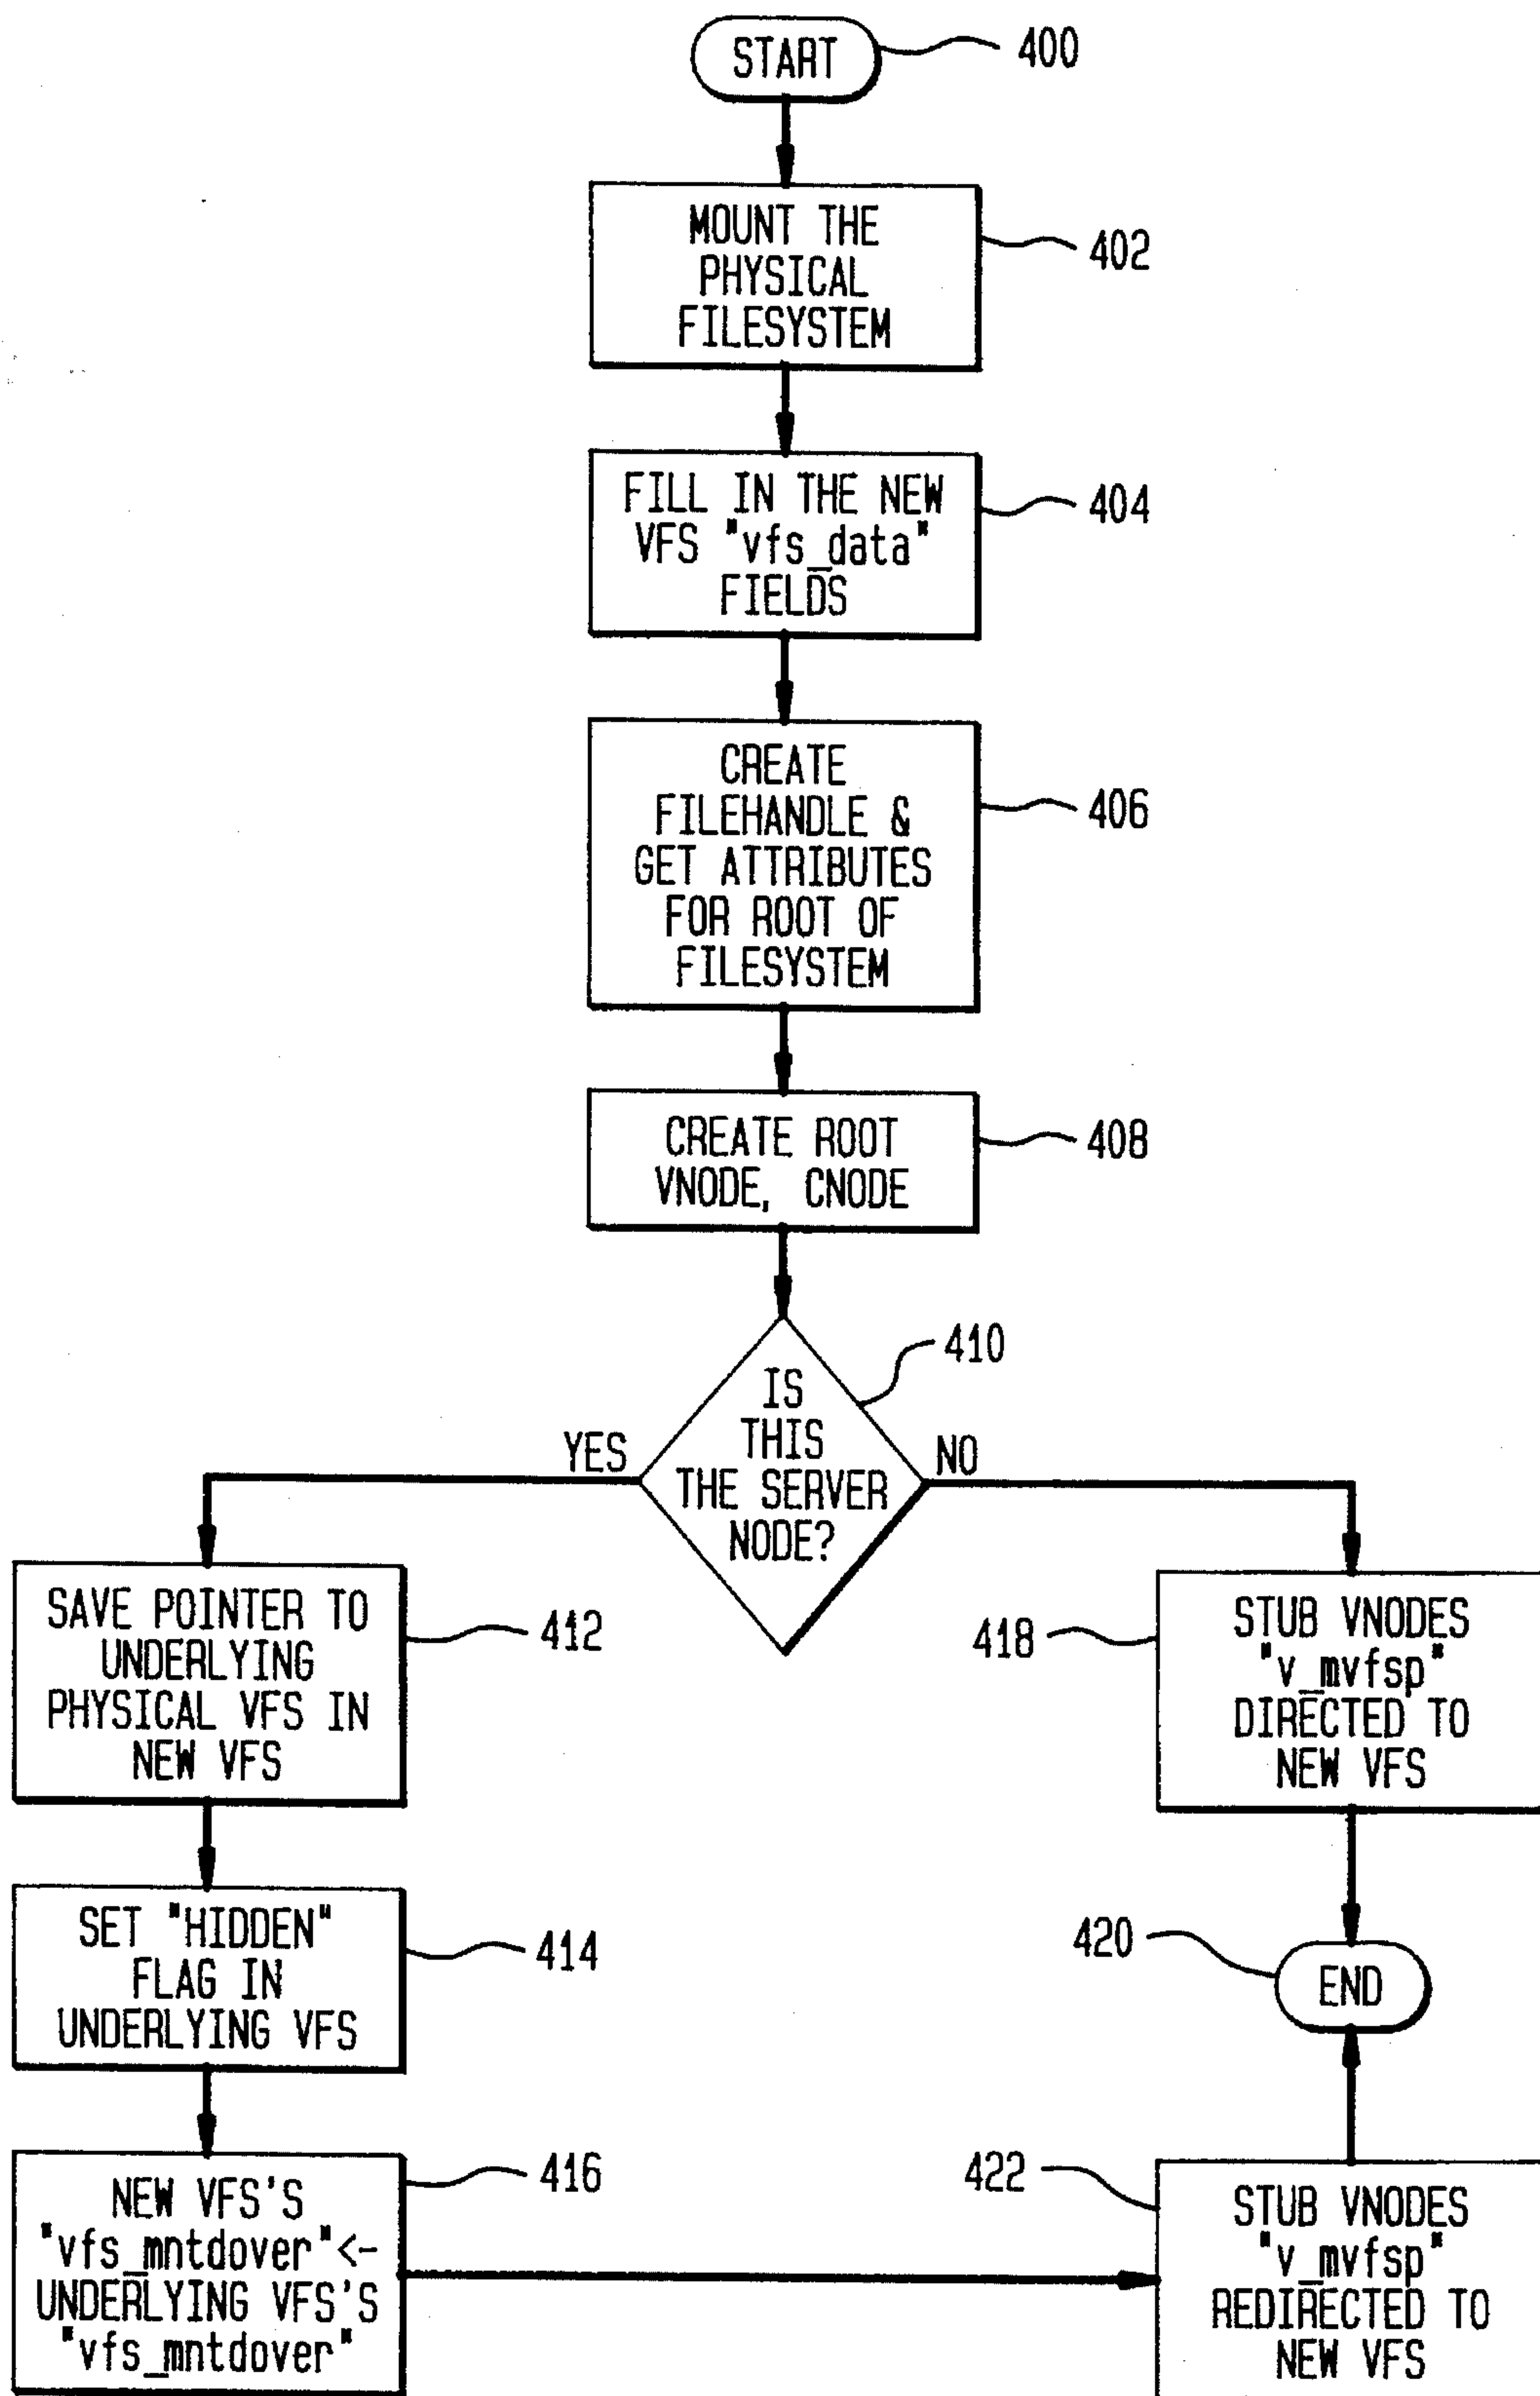 START
400
MOUNT THE
PHYSICAL
FILESYSTEM
402
FILL IN THE NEW
VFS "vfs_data"
FIELDS
404
CREATE
FILEHANDLE &
GET ATTRIBUTES
FOR ROOT OF
FILESYSTEM
406
CREATE ROOT
VNODE, CNODE
408
IS
THIS
THE SERVER
NODE?
410
YES
NO
SAVE POINTER TO
UNDERLYING
PHYSICAL VFS IN
NEW VFS
412
STUB VNODES
"v_mvfsp"
DIRECTED TO
NEW VFS
418
SET "HIDDEN"
FLAG IN
UNDERLYING VFS
414
END
420
NEW VFS'S
"vfs_mntdover"<-
UNDERLYING VFS'S
"vfs_mntdover"
416
STUB VNODES
"v_mvfsp"
REDIRECTED TO
NEW VFS
422